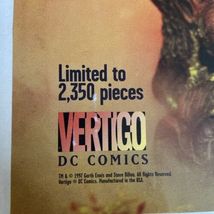 Limited to
2,350 pieces
VERTIGO
DC COMICS
TM & © 1997 Garth Ennis and Steve Dillon. All Rights Reserved.
Vertigo © DC Comics. Manufactured in the USA.